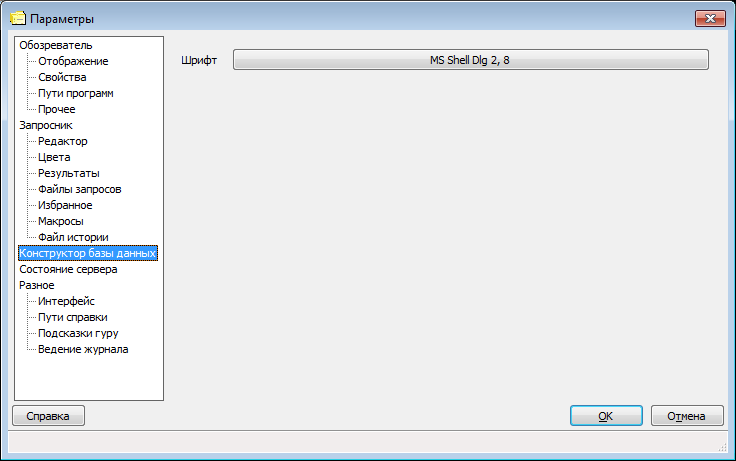 Параметры
Обозреватель
Отображение
Свойства
Пути программ
Прочее
Запросник
Редактор
Цвета
Результаты
Файлы запросов
Избранное
Макросы
Файл истории
Конструктор базы данных
Состояние сервера
Разное
Интерфейс
Пути справки
Подсказки гуру
Ведение журнала
Шрифт MS Shell Dlg 2, 8
Справка OK Отмена